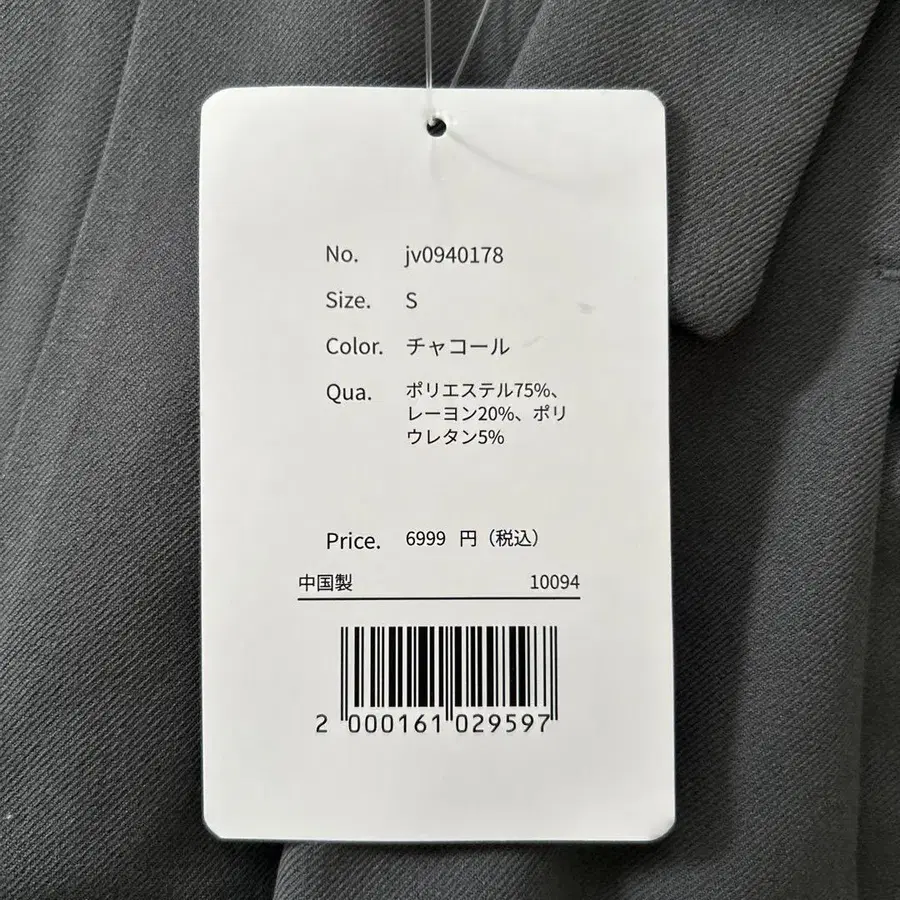 No. jv0940178
Size. S
Color. チャコール
Qua. ポリエステル75%、
レーヨン20%、ポリ
ウレタン5%
Price. 6999 円（税込）
中国製 10094
2 000161 029597